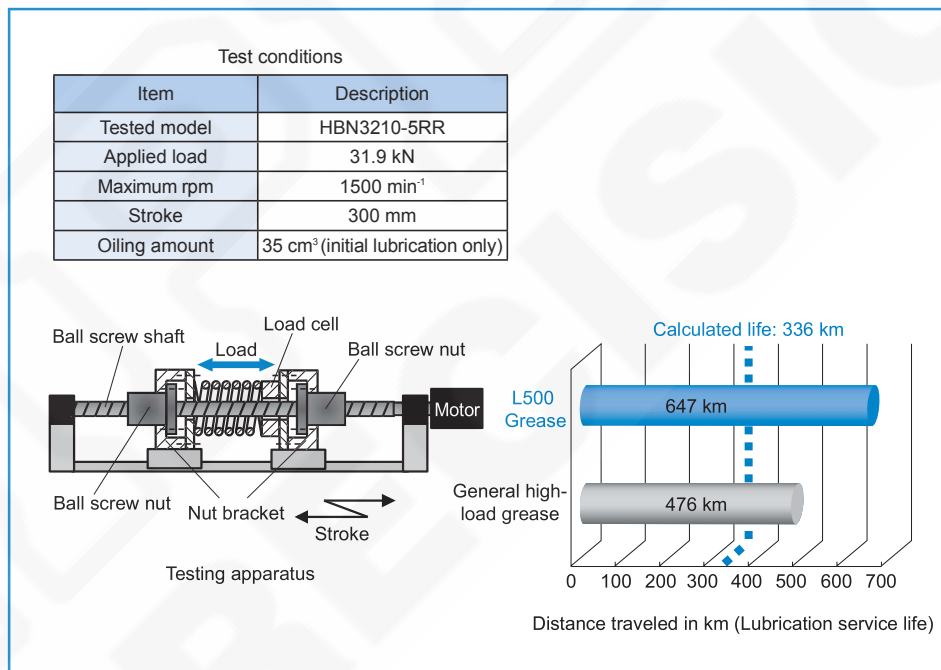 Test conditions
Item Description
Tested model HBN3210-5RR
Applied load 31.9 kN
Maximum rpm 1500 min⁻¹
Stroke 300 mm
Oiling amount 35 cm³ (initial lubrication only)
Ball screw shaft
Load cell
Load
Ball screw nut
Motor
Ball screw nut
Nut bracket
Stroke
Testing apparatus
Calculated life: 336 km
L500
Grease
647 km
General high-
load grease
476 km
0 100 200 300 400 500 600 700
Distance traveled in km (Lubrication service life)